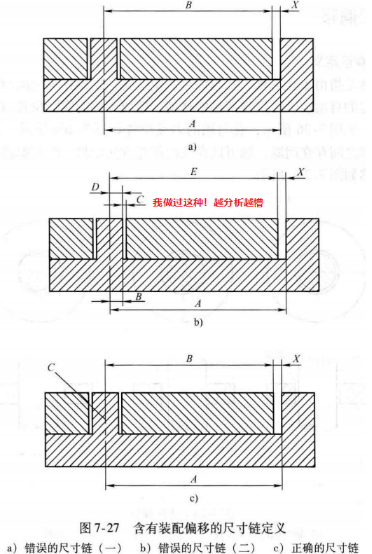 B
X
A
a)
E
X
D
我做过这种！越分析越懵
C
B
A
b)
B
X
C
A
c)
图 7-27 含有装配偏移的尺寸链定义
a) 错误的尺寸链（一） b) 错误的尺寸链（二） c) 正确的尺寸链